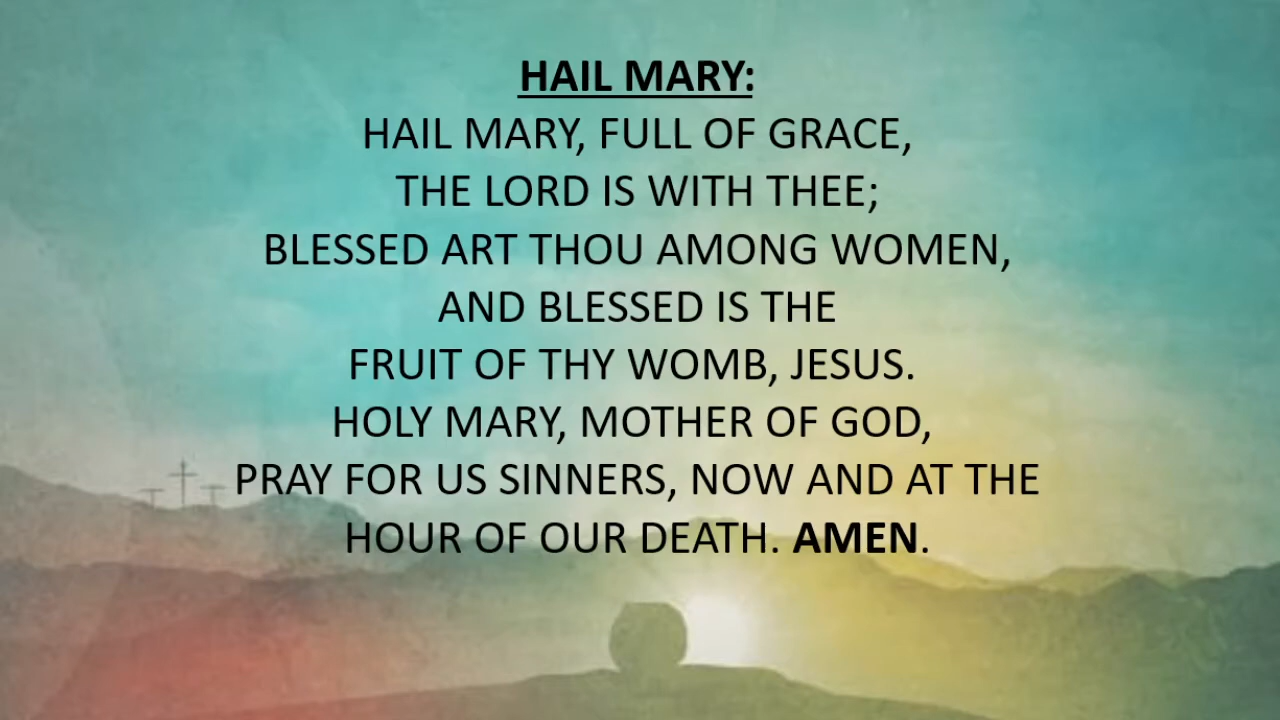 HAIL MARY:
HAIL MARY, FULL OF GRACE,
THE LORD IS WITH THEE;
BLESSED ART THOU AMONG WOMEN,
AND BLESSED IS THE
FRUIT OF THY WOMB, JESUS.
HOLY MARY, MOTHER OF GOD,
PRAY FOR US SINNERS, NOW AND AT THE
HOUR OF OUR DEATH. AMEN.